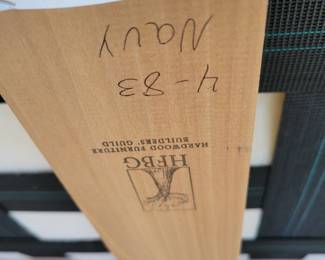 HFBG
HARDWOOD FURNITURE
BUILDERS' GUILD
4-83
Navy